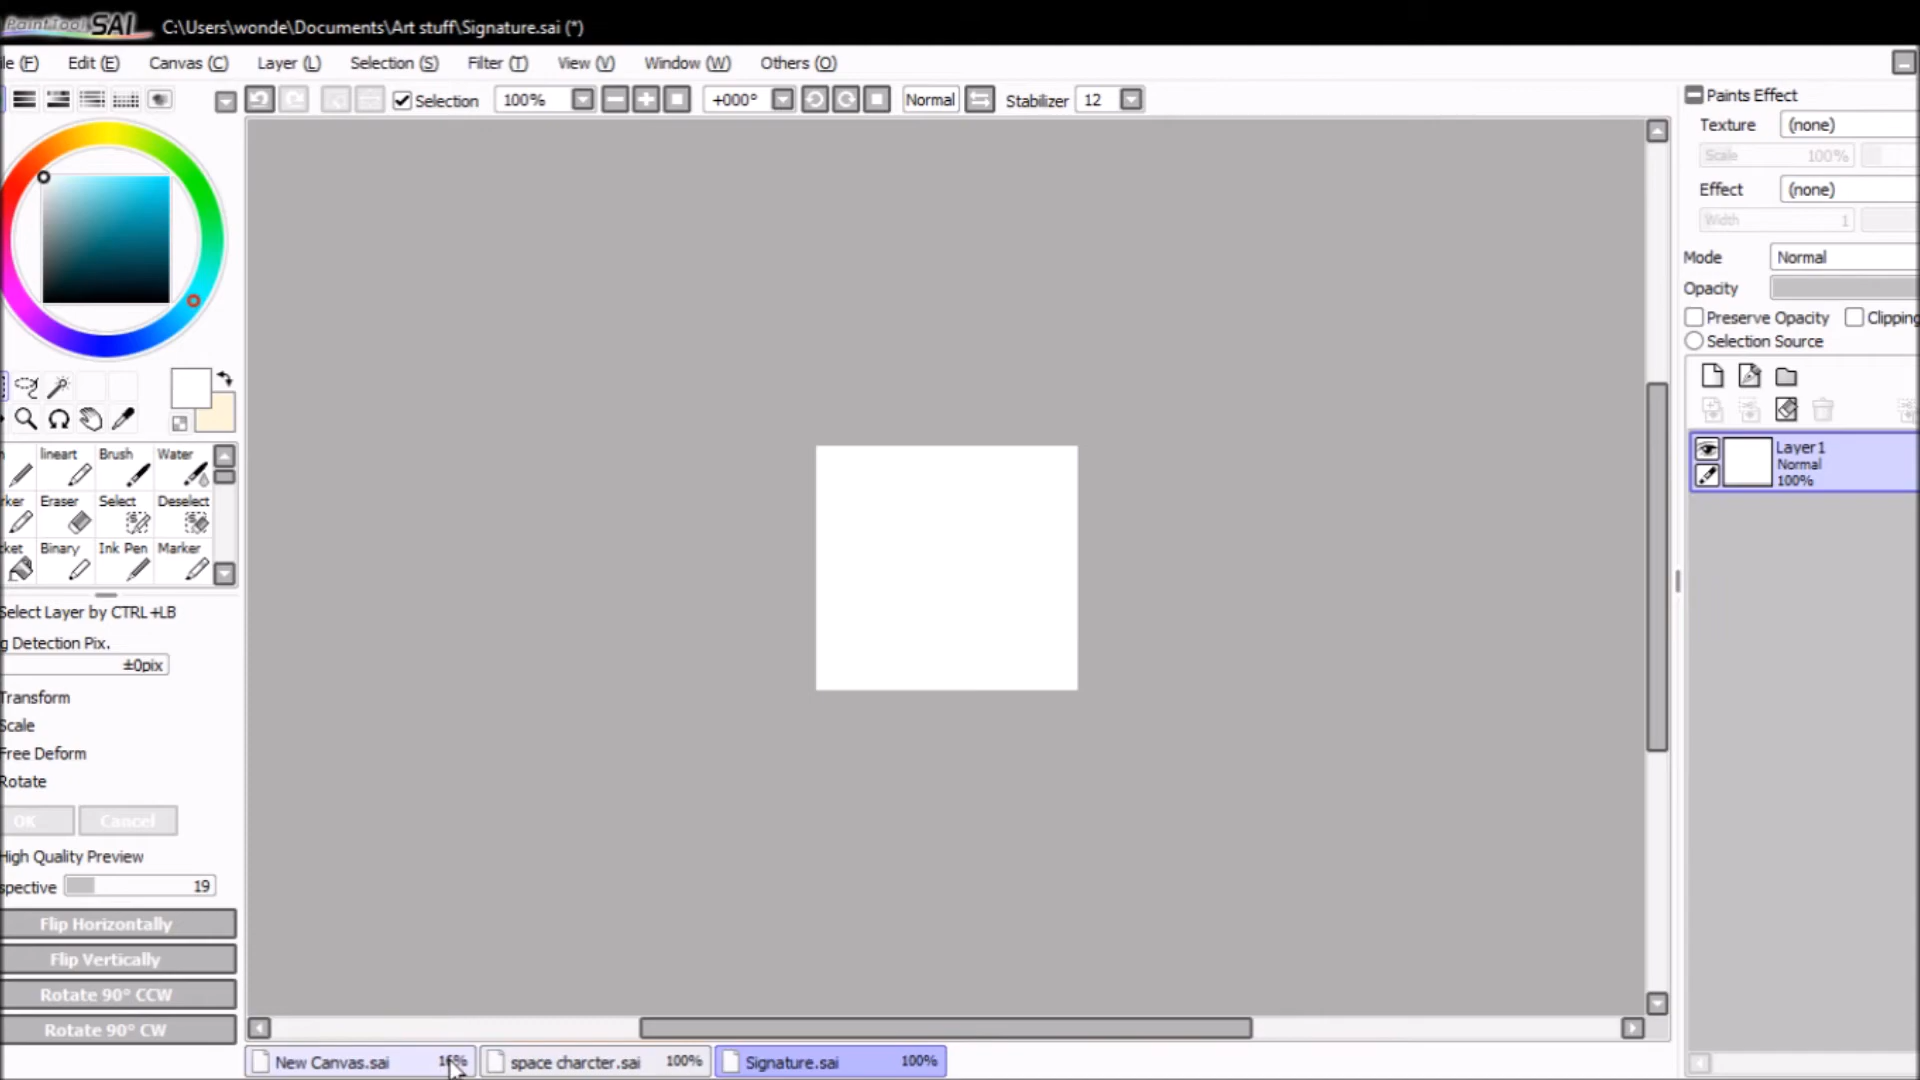 PaintTool SAI C:\Users\wonde\Documents\Art stuff\Signature.sai (*)
le (F) Edit (E) Canvas (C) Layer (L) Selection (S) Filter (T) View (V) Window (W) Others (O)
Selection 100% +000° Normal Stabilizer 12
Paints Effect
Texture (none)
Scale 100%
Effect (none)
Width 1
Mode Normal
Opacity
Preserve Opacity Clipping
Selection Source
Layer1
Normal
100%
lineart Brush Water
rker Eraser Select Deselect
ket Binary Ink Pen Marker
Select Layer by CTRL+LB
g Detection Pix.
±0pix
Transform
Scale
Free Deform
Rotate
OK Cancel
High Quality Preview
spective 19
Flip Horizontally
Flip Vertically
Rotate 90° CCW
Rotate 90° CW
New Canvas.sai 16% space charcter.sai 100% Signature.sai 100%